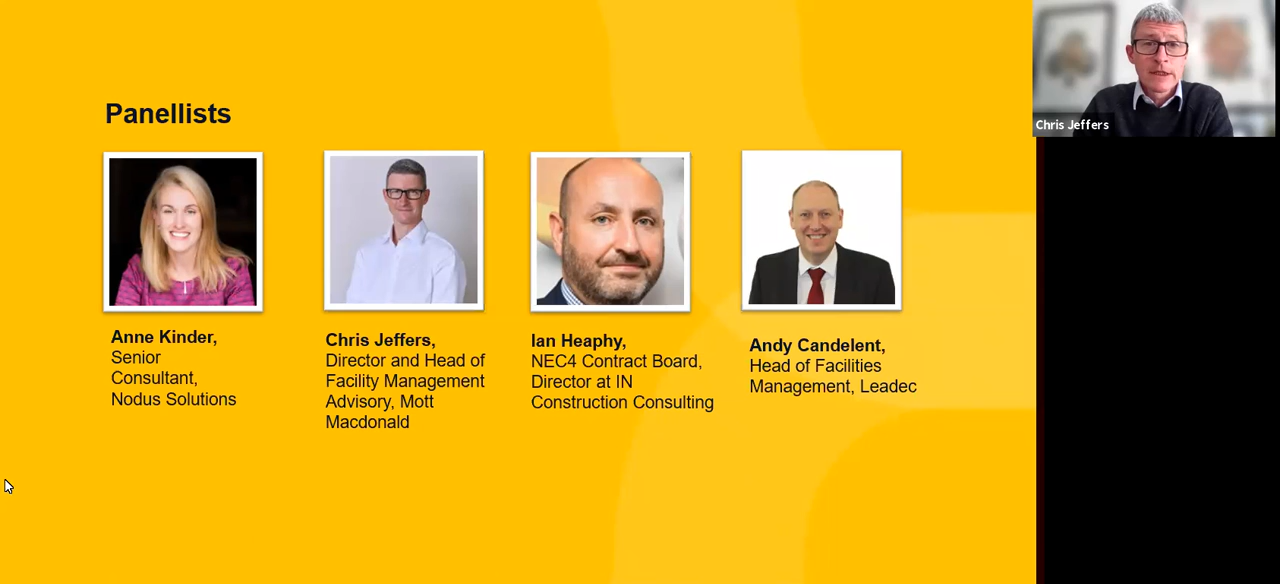 Panellists
Anne Kinder,
Senior
Consultant,
Nodus Solutions
Chris Jeffers,
Director and Head of
Facility Management
Advisory, Mott
Macdonald
Ian Heaphy,
NEC4 Contract Board,
Director at IN
Construction Consulting
Andy Candelent,
Head of Facilities
Management, Leadec
Chris Jeffers